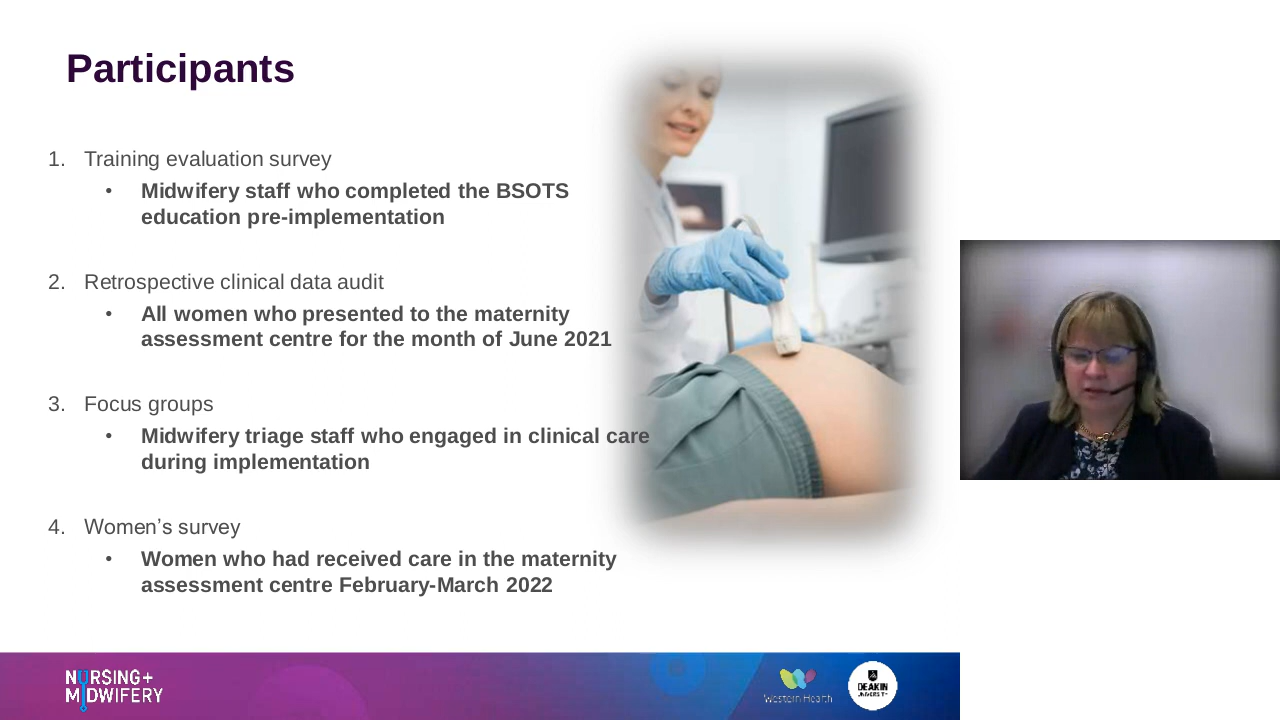 Participants
1. Training evaluation survey
• Midwifery staff who completed the BSOTS
education pre-implementation
2. Retrospective clinical data audit
• All women who presented to the maternity
assessment centre for the month of June 2021
3. Focus groups
• Midwifery triage staff who engaged in clinical care
during implementation
4. Women’s survey
• Women who had received care in the maternity
assessment centre February-March 2022
NURSING+
MIDWIFERY
Western Health
DEAKIN
UNIVERSITY